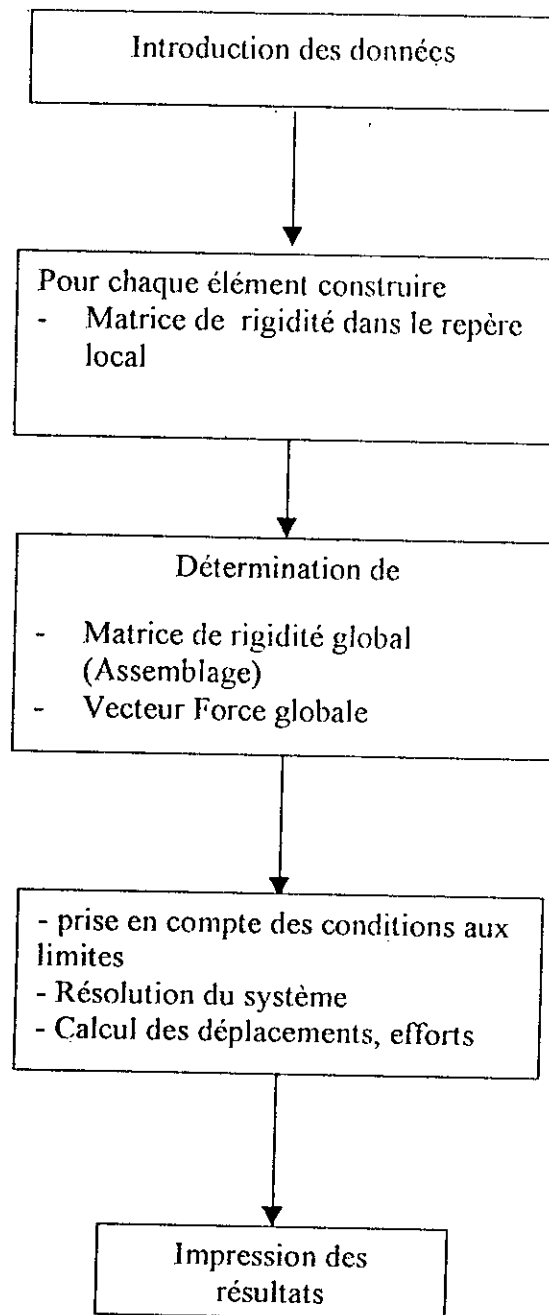 Introduction des données
Pour chaque élément construire
- Matrice de rigidité dans le repère
local
Détermination de
- Matrice de rigidité global
(Assemblage)
- Vecteur Force globale
- prise en compte des conditions aux
limites
- Résolution du système
- Calcul des déplacements, efforts
Impression des
résultats